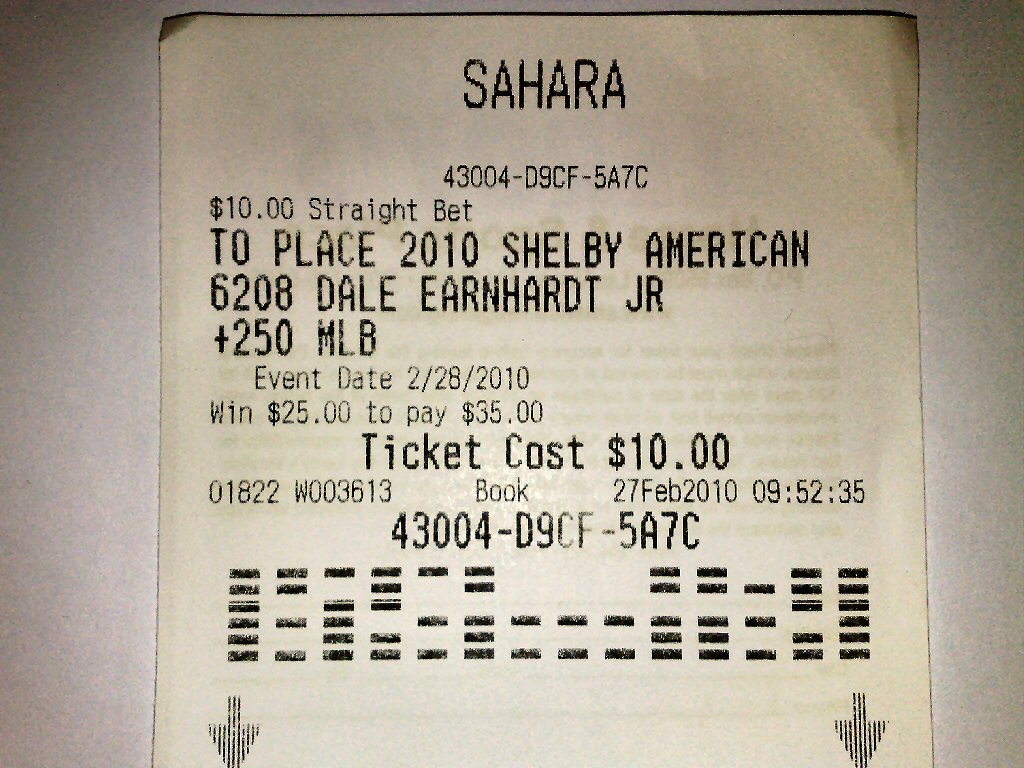 SAHARA
43004-D9CF-5A7C
$10.00 Straight Bet
TO PLACE 2010 SHELBY AMERICAN
6208 DALE EARNHARDT JR
+250 MLB
Event Date 2/28/2010
Win $25.00 to pay $35.00
Ticket Cost $10.00
01822 W003613 Book 27Feb2010 09:52:35
43004-D9CF-5A7C